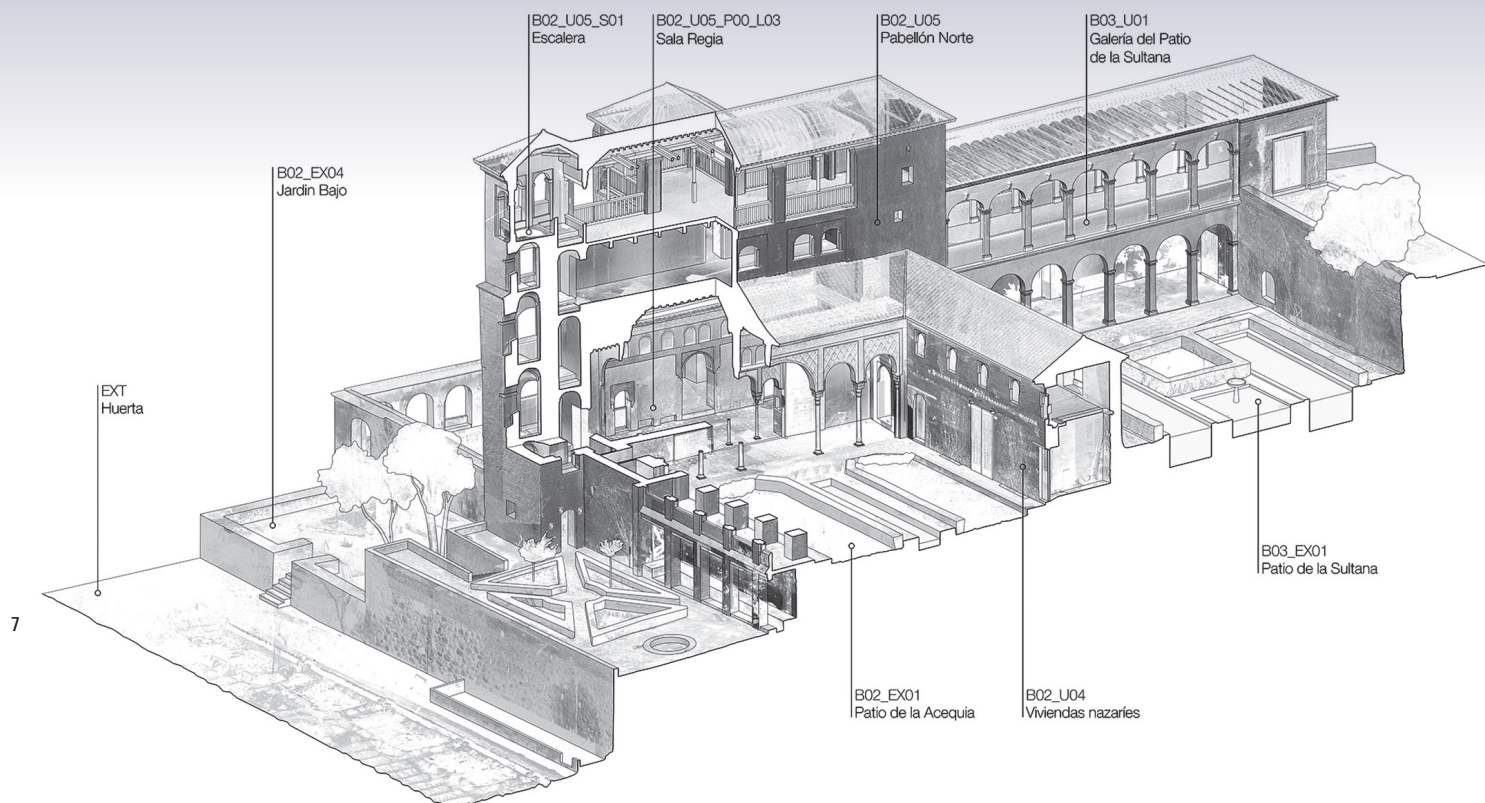 B02_U05_S01
Escalera
B02_U05_P00_L03
Sala Regia
B02_U05
Pabellón Norte
B03_U01
Galería del Patio
de la Sultana
B02_EX04
Jardin Bajo
EXT
Huerta
B03_EX01
Patio de la Sultana
7
B02_EX01
Patio de la Acequia
B02_U04
Viviendas nazaríes